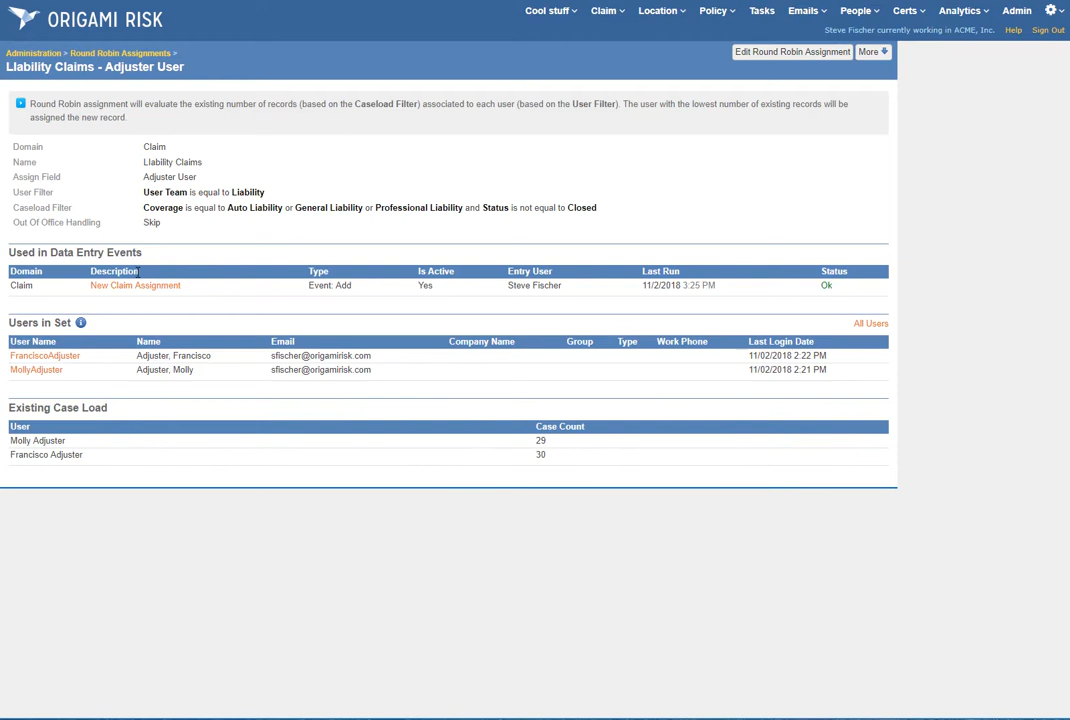 ORIGAMI RISK
Cool stuff Claim Location Policy Tasks Emails People Certs Analytics Admin
Steve Fischer currently working in ACME, Inc. Help Sign Out
Administration > Round Robin Assignments >
LIability Claims - Adjuster User
Edit Round Robin Assignment More
Round Robin assignment will evaluate the existing number of records (based on the Caseload Filter) associated to each user (based on the User Filter). The user with the lowest number of existing records will be
assigned the new record.
Domain Claim
Name LIability Claims
Assign Field Adjuster User
User Filter User Team is equal to Liability
Caseload Filter Coverage is equal to Auto Liability or General Liability or Professional Liability and Status is not equal to Closed
Out Of Office Handling Skip
Used in Data Entry Events
Domain Description Type Is Active Entry User Last Run Status
Claim New Claim Assignment Event: Add Yes Steve Fischer 11/2/2018 3:25 PM Ok
Users in Set All Users
User Name Name Email Company Name Group Type Work Phone Last Login Date
FranciscoAdjuster Adjuster, Francisco sfischer@origamirisk.com 11/02/2018 2:22 PM
MollyAdjuster Adjuster, Molly sfischer@origamirisk.com 11/02/2018 2:21 PM
Existing Case Load
User Case Count
Molly Adjuster 29
Francisco Adjuster 30